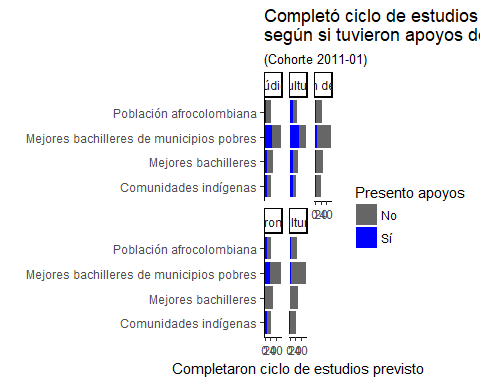 Completó ciclo de estudios
según si tuvieron apoyos de
(Cohorte 2011-01)
Población afrocolombiana
Mejores bachilleres de municipios pobres
Mejores bachilleres
Comunidades indígenas
Presento apoyos
No
Sí
Población afrocolombiana
Mejores bachilleres de municipios pobres
Mejores bachilleres
Comunidades indígenas
Completaron ciclo de estudios previsto